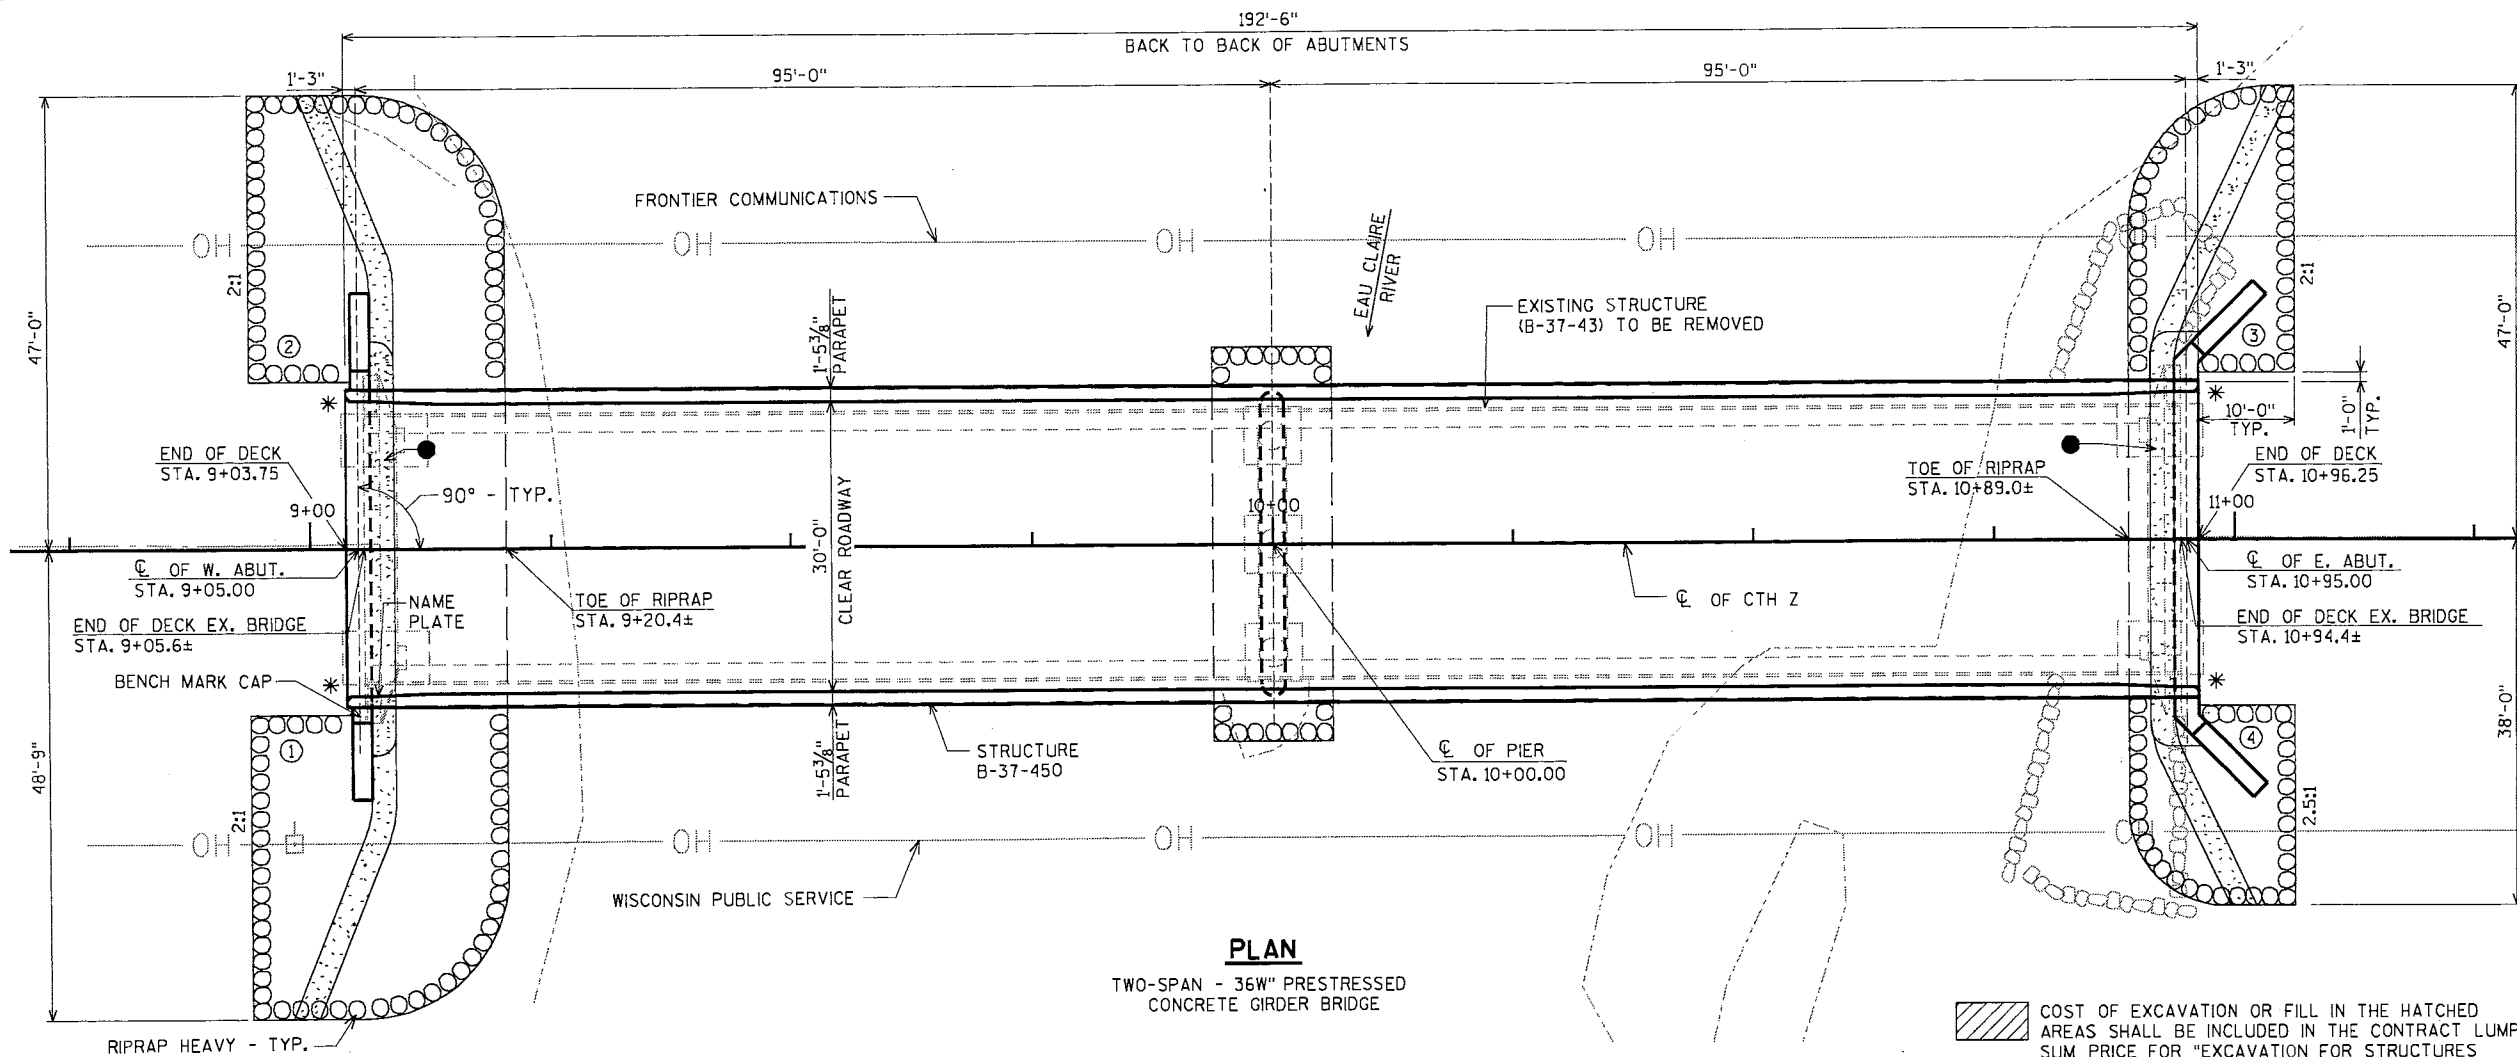 192'-6"
BACK TO BACK OF ABUTMENTS
1'-3"
95'-0"
95'-0"
1'-3"
FRONTIER COMMUNICATIONS
OH
OH
OH
OH
EAU CLAIRE
RIVER
2:1
2:1
47'-0"
47'-0"
EXISTING STRUCTURE
(B-37-43) TO BE REMOVED
1'-5⅜"
PARAPET
2
3
*
*
10'-0"
TYP.
1'-0"
TYP.
END OF DECK
STA. 9+03.75
90° - TYP.
TOE OF RIPRAP
STA. 10+89.0±
END OF DECK
STA. 10+96.25
9+00
10+00
11+00
30'-0"
CLEAR ROADWAY
℄ OF W. ABUT.
STA. 9+05.00
NAME
PLATE
TOE OF RIPRAP
STA. 9+20.4±
℄ OF CTH Z
℄ OF E. ABUT.
STA. 10+95.00
END OF DECK EX. BRIDGE
STA. 9+05.6±
END OF DECK EX. BRIDGE
STA. 10+94.4±
BENCH MARK CAP
*
*
1
4
48'-9"
38'-0"
1'-5⅜"
PARAPET
STRUCTURE
B-37-450
℄ OF PIER
STA. 10+00.00
2:1
2.5:1
OH
OH
OH
OH
WISCONSIN PUBLIC SERVICE
PLAN
TWO-SPAN - 36W" PRESTRESSED
CONCRETE GIRDER BRIDGE
RIPRAP HEAVY - TYP.
COST OF EXCAVATION OR FILL IN THE HATCHED
AREAS SHALL BE INCLUDED IN THE CONTRACT LUMP
SUM PRICE FOR "EXCAVATION FOR STRUCTURES